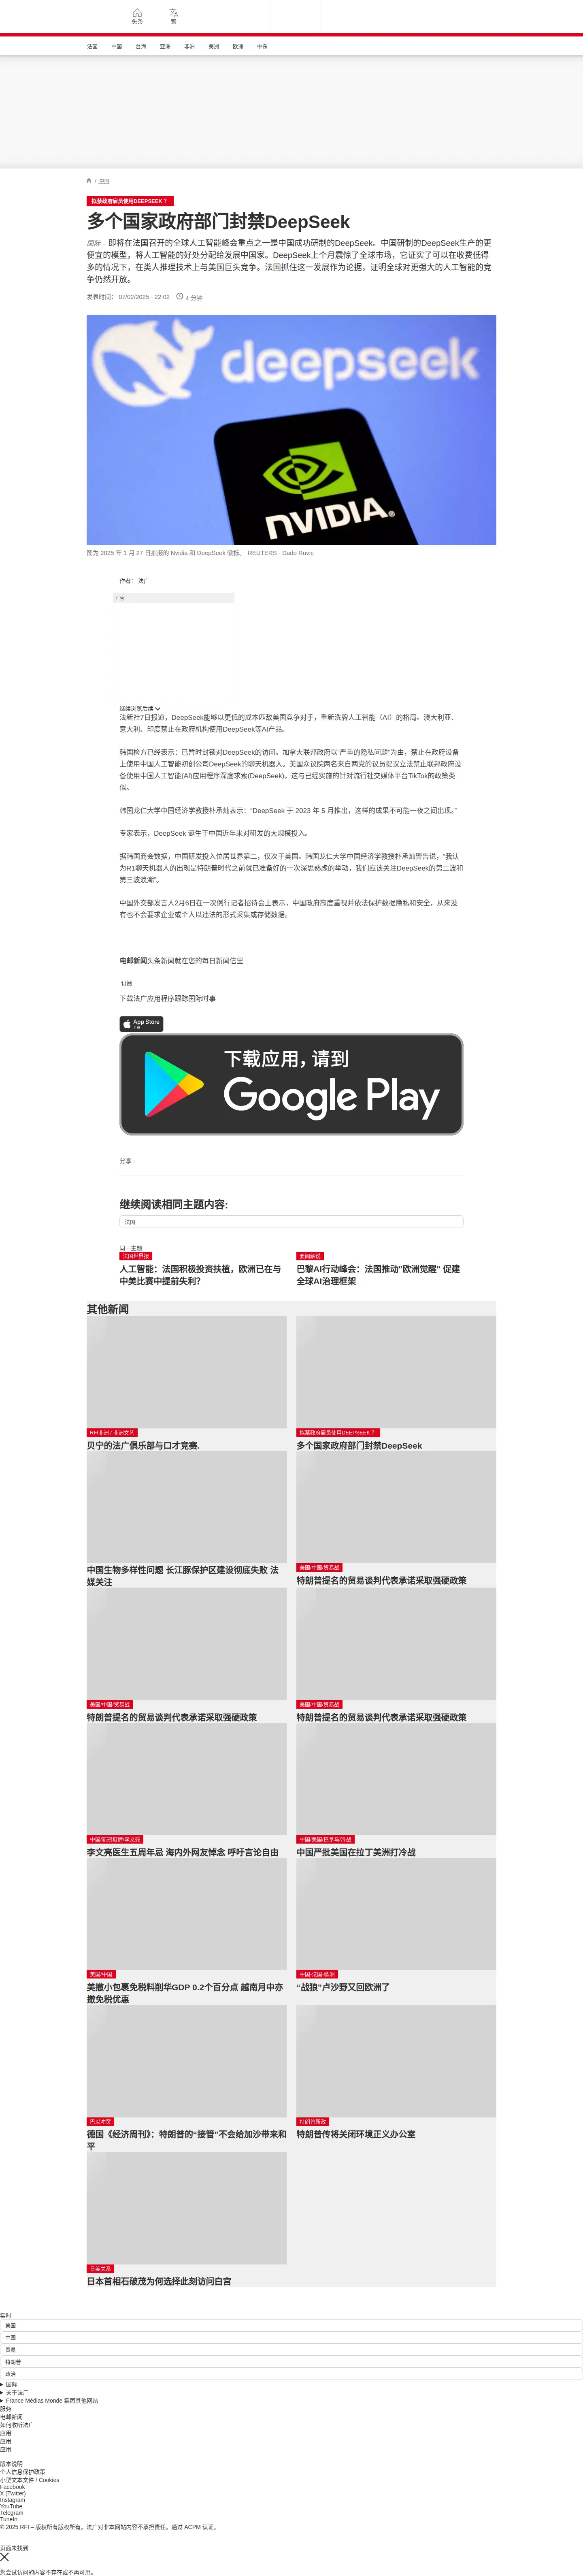 头条
繁
法国
中国
台海
亚洲
非洲
美洲
欧洲
中东
/ 中国
拟禁政府雇员使用DEEPSEEK ?
多个国家政府部门封禁DeepSeek
国际 – 即将在法国召开的全球人工智能峰会重点之一是中国成功研制的DeepSeek。中国研制的DeepSeek生产的更
便宜的模型，将人工智能的好处分配给发展中国家。DeepSeek上个月震惊了全球市场，它证实了可以在收费低得
多的情况下，在类人推理技术上与美国巨头竞争。法国抓住这一发展作为论据，证明全球对更强大的人工智能的竞
争仍然开放。
发表时间： 07/02/2025 - 22:02
4 分钟
deepseek
NVIDIA
图为 2025 年 1 月 27 日拍摄的 Nvidia 和 DeepSeek 徽标。 REUTERS - Dado Ruvic
作者： 法广
广告
继续浏览后续
法新社7日报道，DeepSeek能够以更低的成本匹敌美国竞争对手，重新洗牌人工智能（AI）的格局。澳大利亚、
意大利、印度禁止在政府机构使用DeepSeek等AI产品。
韩国检方已经表示：已暂时封锁对DeepSeek的访问。加拿大联邦政府以“严重的隐私问题”为由，禁止在政府设备
上使用中国人工智能初创公司DeepSeek的聊天机器人。美国众议院两名来自两党的议员提议立法禁止联邦政府设
备使用中国人工智能(AI)应用程序深度求索(DeepSeek)，这与已经实施的针对流行社交媒体平台TikTok的政策类
似。
韩国龙仁大学中国经济学教授朴承灿表示：“DeepSeek 于 2023 年 5 月推出，这样的成果不可能一夜之间出现。”
专家表示，DeepSeek 诞生于中国近年来对研发的大规模投入。
据韩国商会数据，中国研发投入位居世界第二，仅次于美国。韩国龙仁大学中国经济学教授朴承灿警告说，“我认
为R1聊天机器人的出现是特朗普时代之前就已准备好的一次深思熟虑的举动，我们应该关注DeepSeek的第二波和
第三波浪潮”。
中国外交部发言人2月6日在一次例行记者招待会上表示，中国政府高度重视并依法保护数据隐私和安全，从来没
有也不会要求企业或个人以违法的形式采集或存储数据。
电邮新闻头条新闻就在您的每日新闻信里
订阅
下载法广应用程序跟踪国际时事
App Store
下载
下载应用，请到
Google Play
分享 :
继续阅读相同主题内容:
法国
同一主题
法国世界报
人工智能：法国积极投资扶植，欧洲已在与
中美比赛中提前失利？
要闻解说
巴黎AI行动峰会：法国推动"欧洲觉醒" 促建
全球AI治理框架
其他新闻
RFI非洲 / 非洲文艺
贝宁的法广俱乐部与口才竞赛.
拟禁政府雇员使用DEEPSEEK ?
多个国家政府部门封禁DeepSeek
中国生物多样性问题 长江豚保护区建设彻底失败 法
媒关注
美国/中国/贸易战
特朗普提名的贸易谈判代表承诺采取强硬政策
美国/中国/贸易战
特朗普提名的贸易谈判代表承诺采取强硬政策
美国/中国/贸易战
特朗普提名的贸易谈判代表承诺采取强硬政策
中国/新冠疫情/李文亮
李文亮医生五周年忌 海内外网友悼念 呼吁言论自由
中国/美国/巴拿马/冷战
中国严批美国在拉丁美洲打冷战
美国/中国
美撤小包裹免税料削华GDP 0.2个百分点 越南月中亦
撤免税优惠
中国·法国·欧洲
“战狼”卢沙野又回欧洲了
巴以冲突
德国《经济周刊》：特朗普的“接管”不会给加沙带来和
平
特朗普新政
特朗普传将关闭环境正义办公室
日美关系
日本首相石破茂为何选择此刻访问白宫
实时
美国
中国
贸易
特朗普
政治
国际
关于法广
France Médias Monde 集团其他网站
服务
电邮新闻
如何收听法广
应用
应用
应用
版本说明
个人信息保护政策
小型文本文件 / Cookies
Facebook
X (Twitter)
Instagram
YouTube
Telegram
TuneIn
© 2025 RFI – 版权所有版权所有。法广对非本网站内容不承担责任。通过 ACPM 认证。
页面未找到
您尝试访问的内容不存在或不再可用。